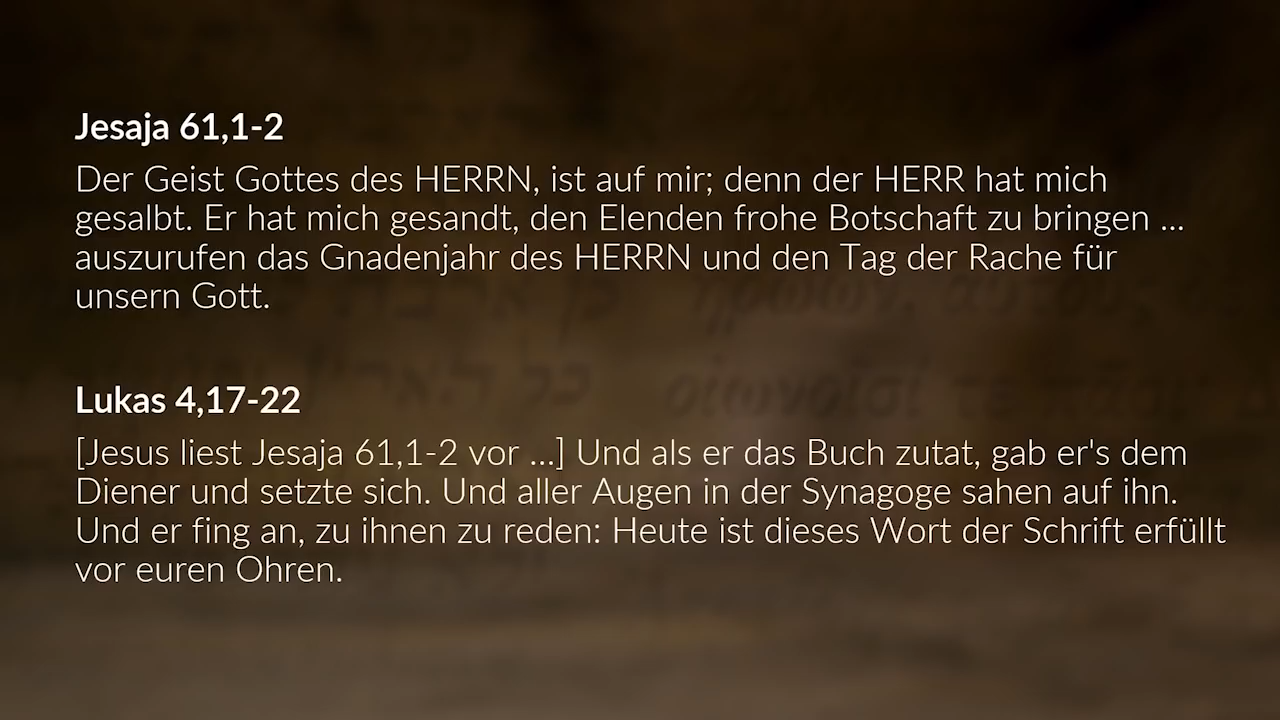 Jesaja 61,1-2
Der Geist Gottes des HERRN, ist auf mir; denn der HERR hat mich
gesalbt. Er hat mich gesandt, den Elenden frohe Botschaft zu bringen ...
auszurufen das Gnadenjahr des HERRN und den Tag der Rache für
unsern Gott.
Lukas 4,17-22
[Jesus liest Jesaja 61,1-2 vor ...] Und als er das Buch zutat, gab er's dem
Diener und setzte sich. Und aller Augen in der Synagoge sahen auf ihn.
Und er fing an, zu ihnen zu reden: Heute ist dieses Wort der Schrift erfüllt
vor euren Ohren.